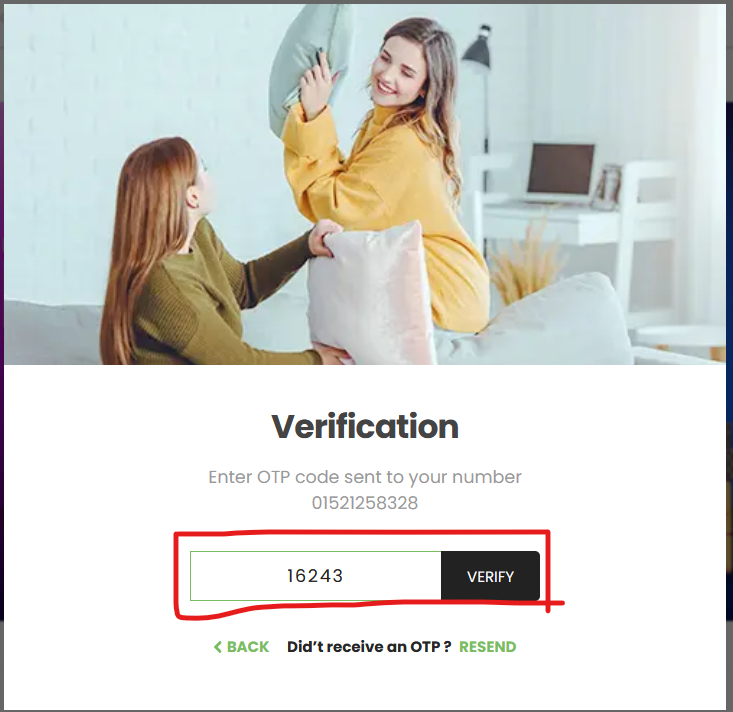 Verification
Enter OTP code sent to your number
01521258328
16243 VERIFY
BACK Did’t receive an OTP ? RESEND